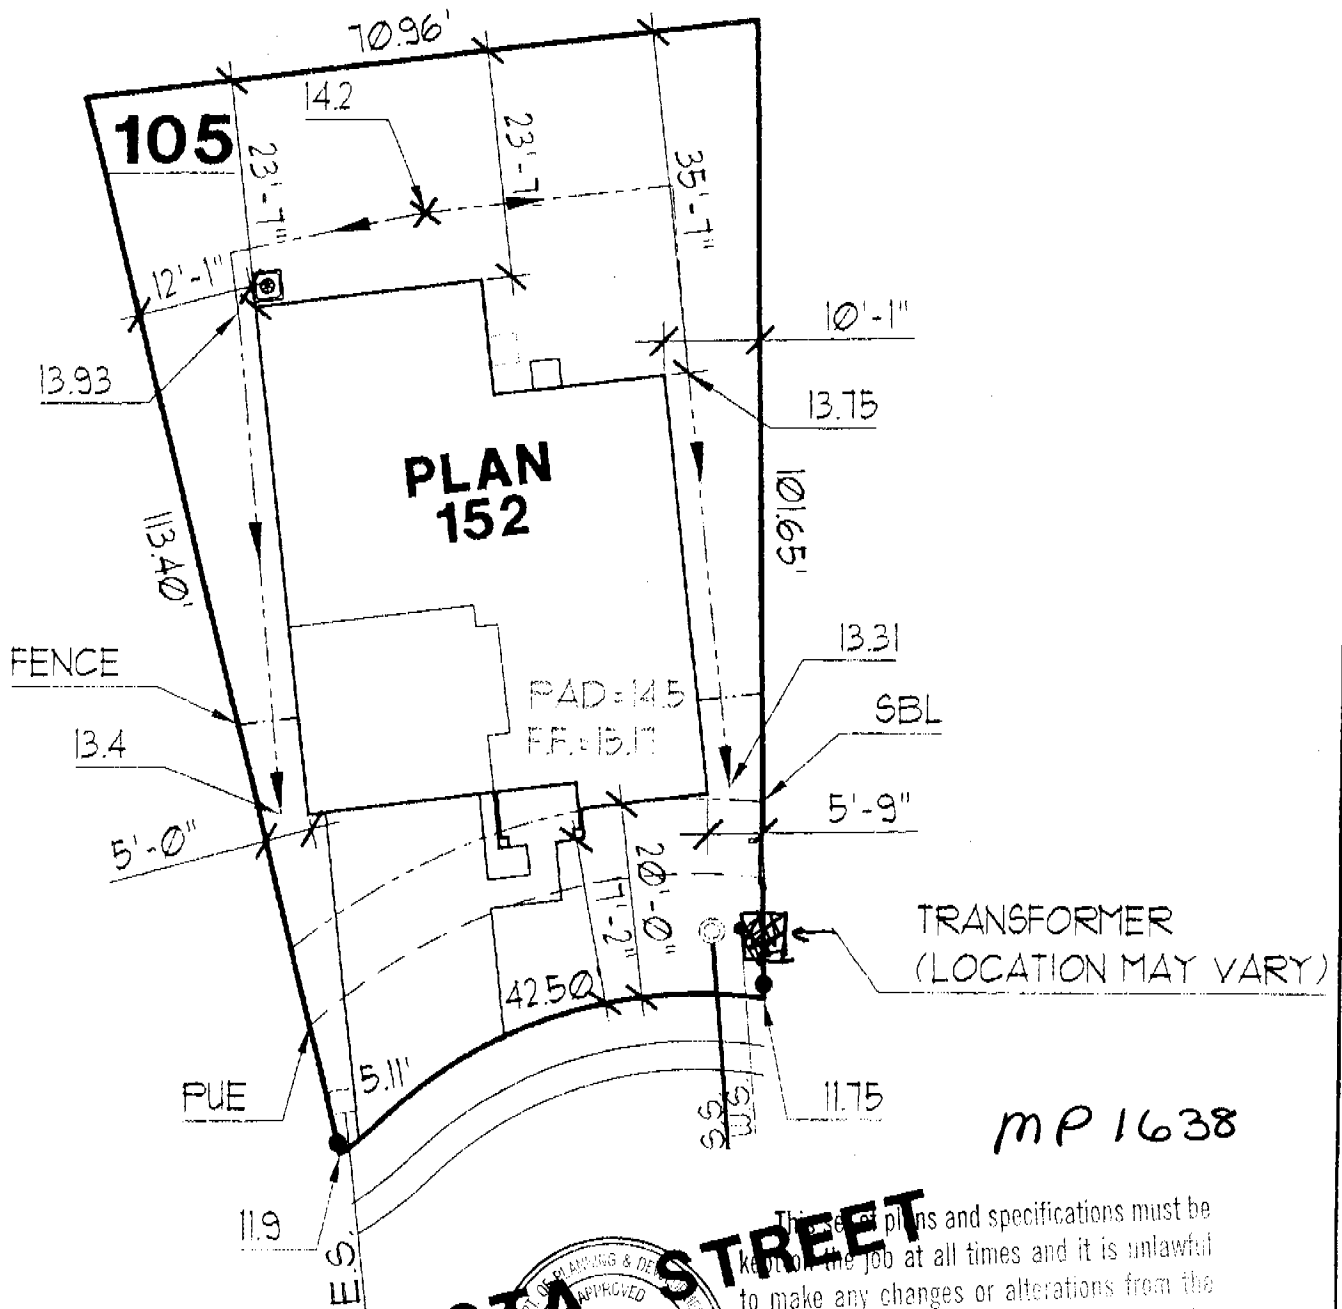 70.96'
14.2
105
23'-7"
23'-7"
35'-7"
12'-1"
10'-1"
13.93
13.75
PLAN
152
113.40'
101.65'
FENCE
13.31
PAD=14.5
SBL
13.4
5'-9"
5'-0"
20'-0"
17'-2"
TRANSFORMER
(LOCATION MAY VARY)
42.50
5.11'
PUE
11.75
MP 1638
11.9
STREET
This set of plans and specifications must be
kept on the job at all times and it is unlawful
to make any changes or alterations from the
OF PLANNING &
APPROVED
ES.